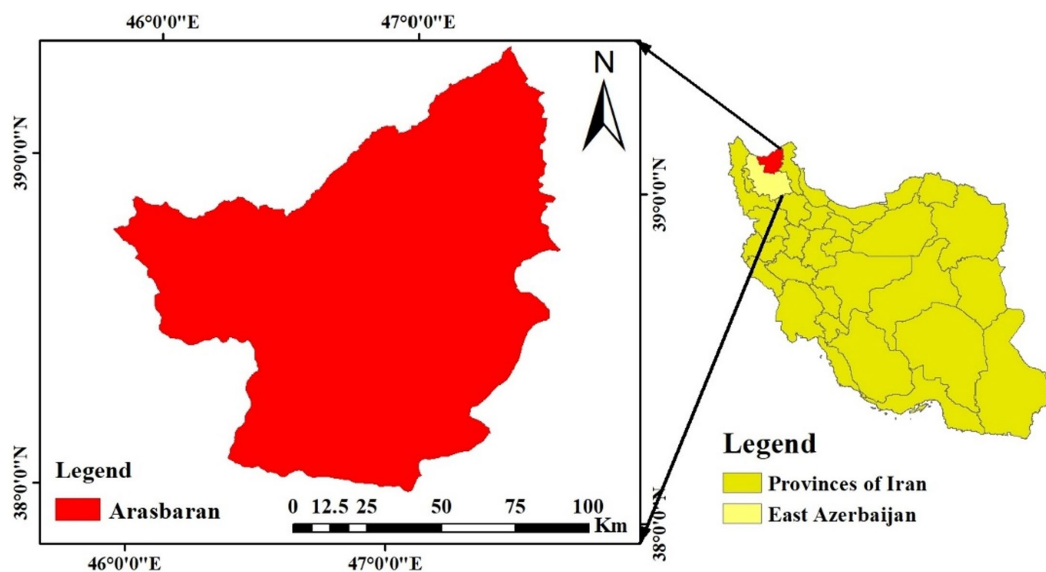 46°0'0"E
47°0'0"E
N
39°0'0"N
39°0'0"N
38°0'0"N
38°0'0"N
Legend
Arasbaran
0 12.5 25 50 75 100
Km
46°0'0"E
47°0'0"E
Legend
Provinces of Iran
East Azerbaijan